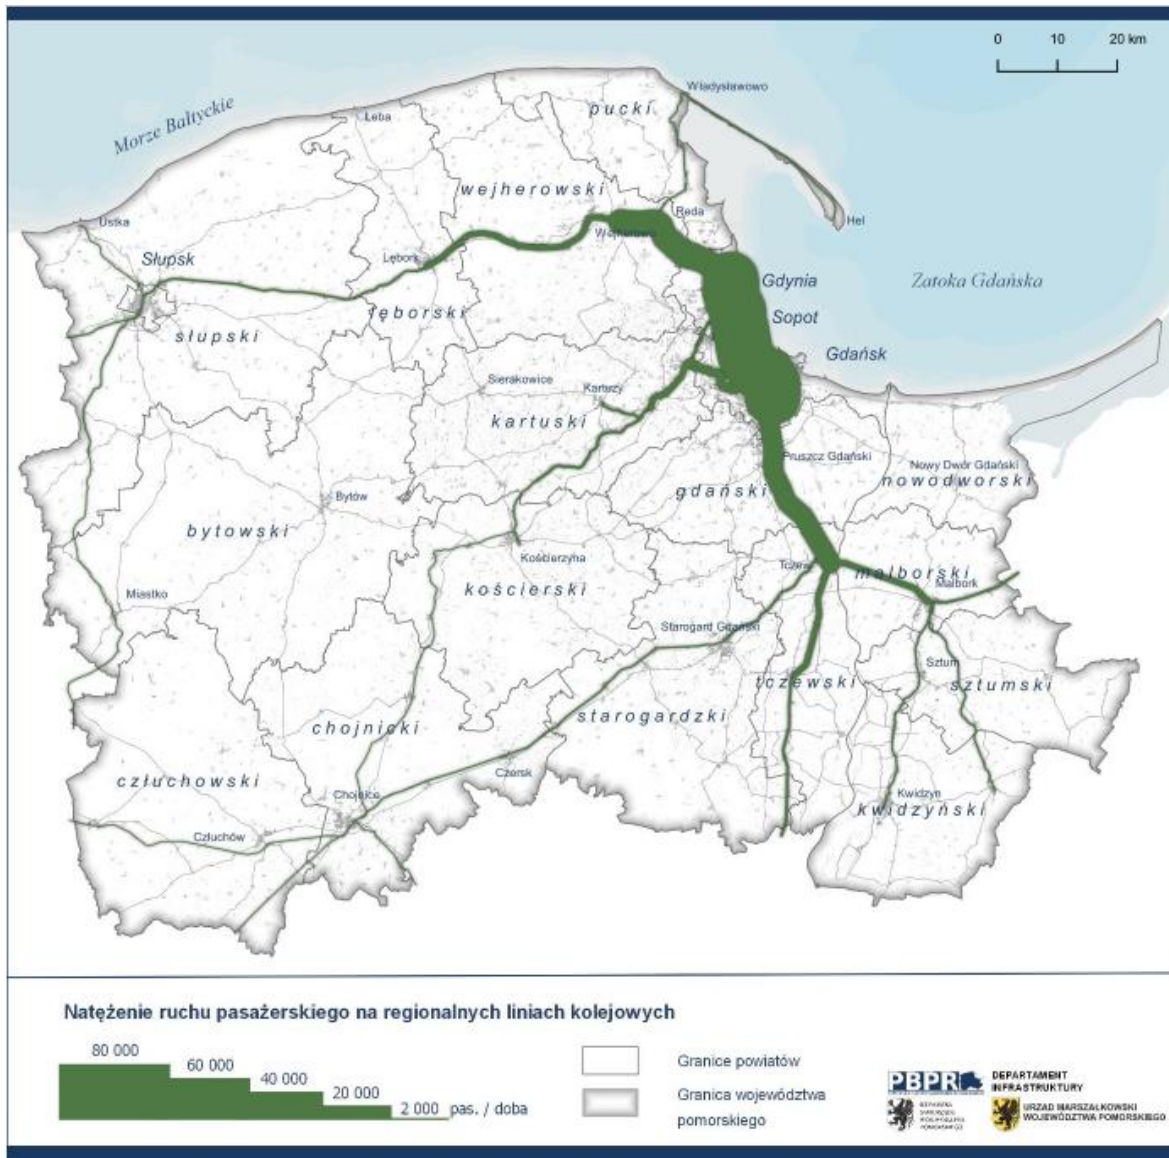 0 10 20 km
Władysławowo
pucki
Łeba
Morze Bałtyckie
wejherowski
Ustka
Reda
Hel
Wejherowo
Słupsk
Lębork
Gdynia
Zatoka Gdańska
lęborski
Sopot
słupski
Gdańsk
Sierakowice
Kartuzy
kartuski
Pruszcz Gdański
Nowy Dwór Gdański
nowodworski
gdański
Bytów
bytowski
Kościerzyna
Tczew
malborski
Malbork
kościerski
Miastko
Starogard Gdański
Sztum
tczewski
sztumski
starogardzki
chojnicki
człuchowski
Czersk
Chojnice
Kwidzyn
kwidzyński
Człuchów
Natężenie ruchu pasażerskiego na regionalnych liniach kolejowych
80 000
60 000
40 000
20 000
2 000 pas. / doba
Granice powiatów
Granica województwa
pomorskiego
PBPR
DEPARTAMENT
INFRASTRUKTURY
URZĄD MARSZAŁKOWSKI
WOJEWÓDZTWA POMORSKIEGO